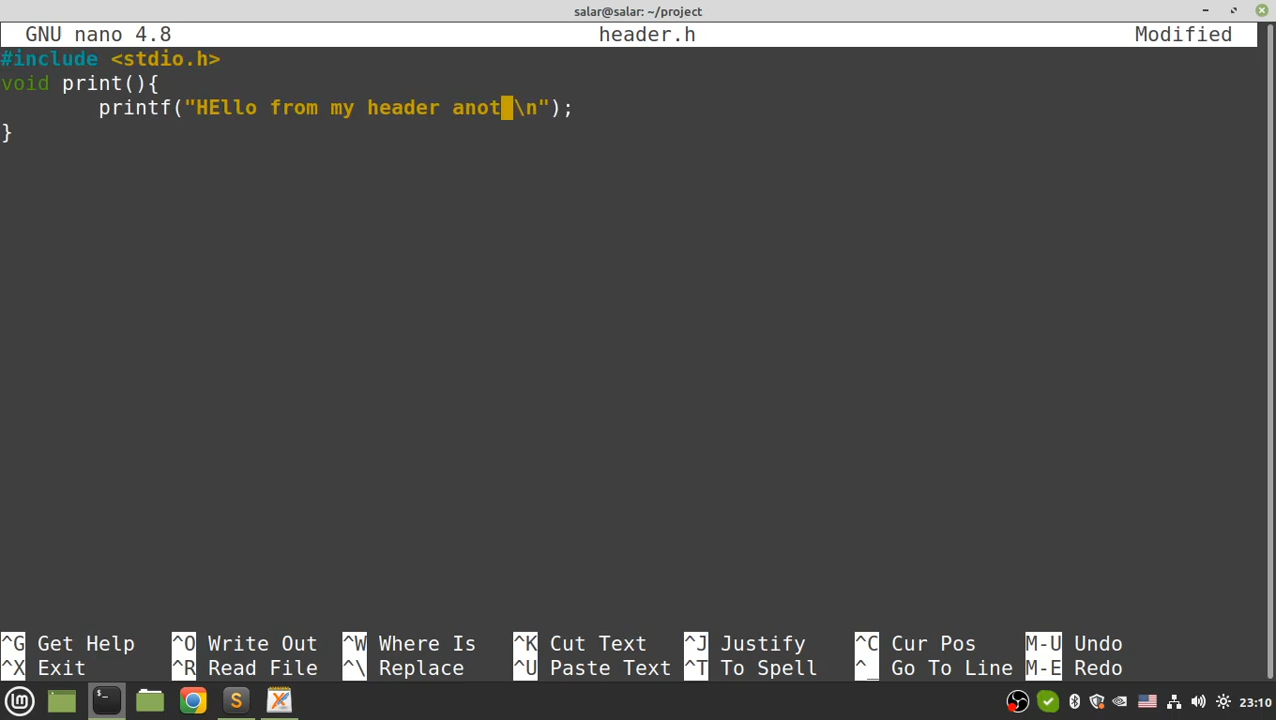 salar@salar: ~/project
GNU nano 4.8 header.h Modified
#include <stdio.h>
void print(){
printf("HEllo from my header anot \n");
}
^G Get Help ^O Write Out ^W Where Is ^K Cut Text ^J Justify ^C Cur Pos M-U Undo
^X Exit ^R Read File ^\ Replace ^U Paste Text ^T To Spell ^_ Go To Line M-E Redo
23:10